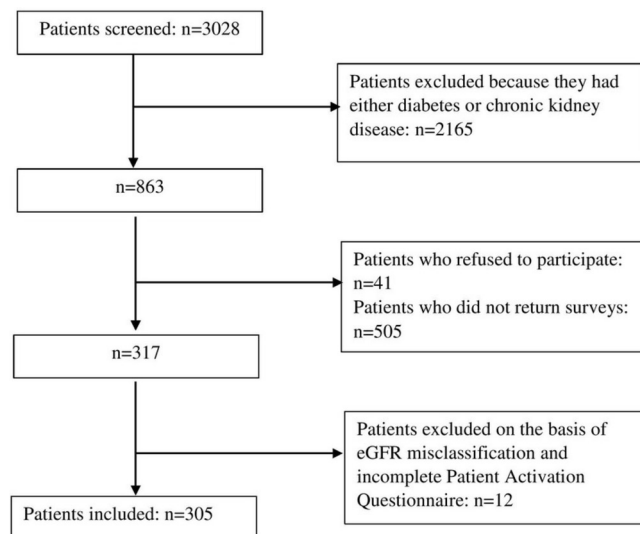 Patients screened: n=3028
Patients excluded because they had
either diabetes or chronic kidney
disease: n=2165
n=863
Patients who refused to participate:
n=41
Patients who did not return surveys:
n=505
n=317
Patients excluded on the basis of
eGFR misclassification and
incomplete Patient Activation
Questionnaire: n=12
Patients included: n=305